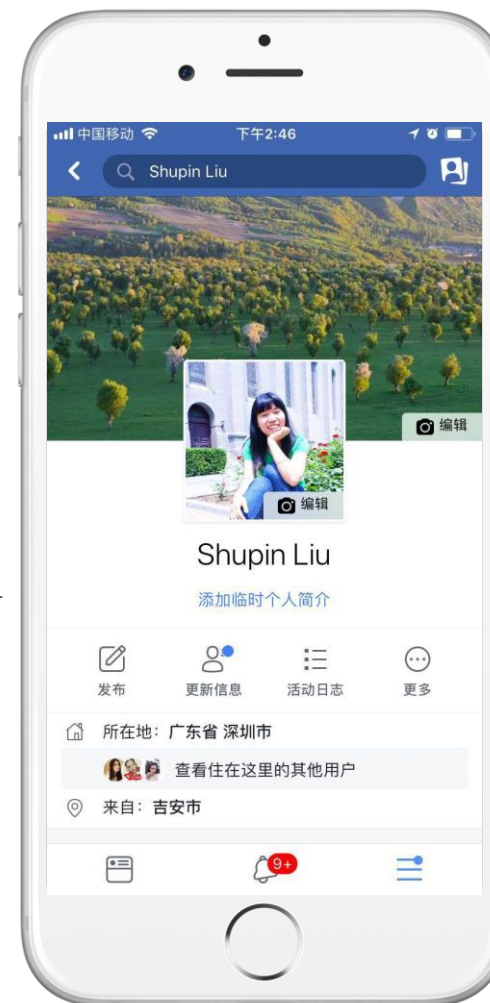 中国移动 下午2:46
Shupin Liu
编辑
编辑
Shupin Liu
添加临时个人简介
发布 更新信息 活动日志 更多
所在地：广东省 深圳市
查看住在这里的其他用户
来自：吉安市
9+